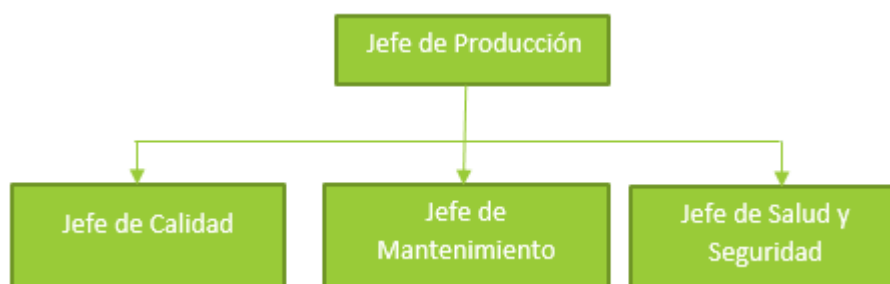 Jefe de Producción
Jefe de Calidad
Jefe de
Mantenimiento
Jefe de Salud y
Seguridad